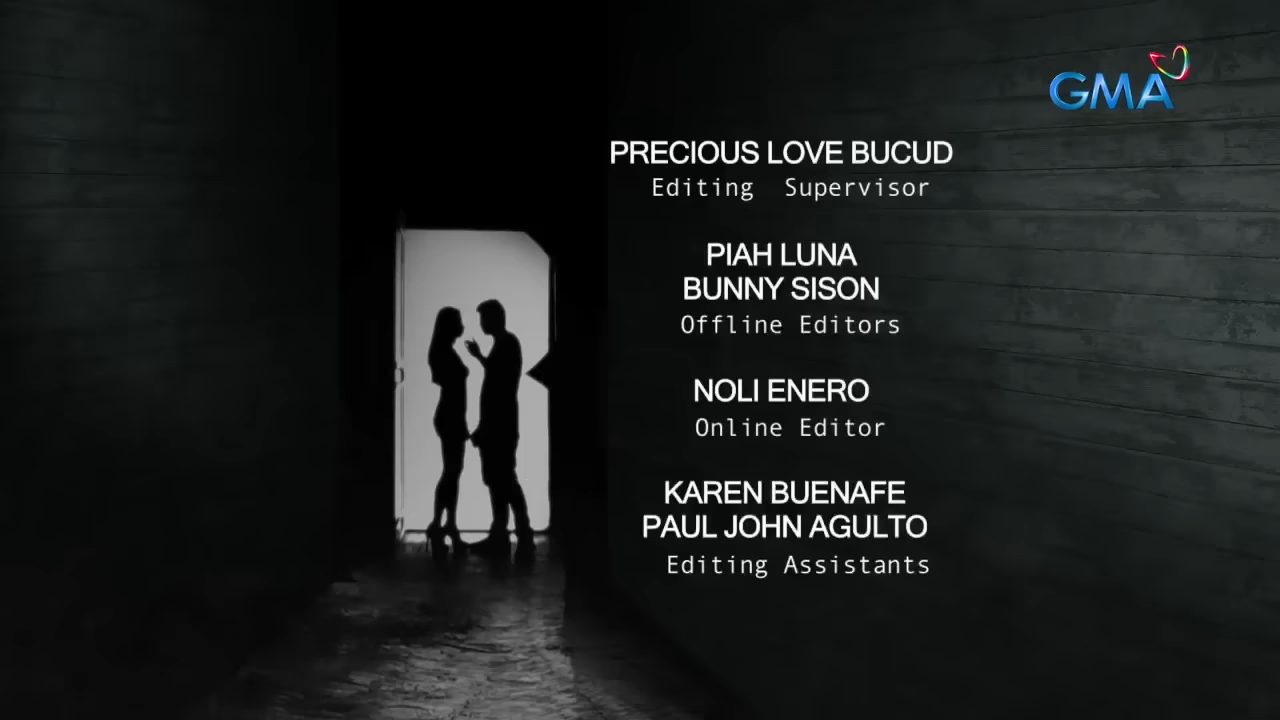 GMA
PRECIOUS LOVE BUCUD
Editing Supervisor
PIAH LUNA
BUNNY SISON
Offline Editors
NOLI ENERO
Online Editor
KAREN BUENAFE
PAUL JOHN AGULTO
Editing Assistants